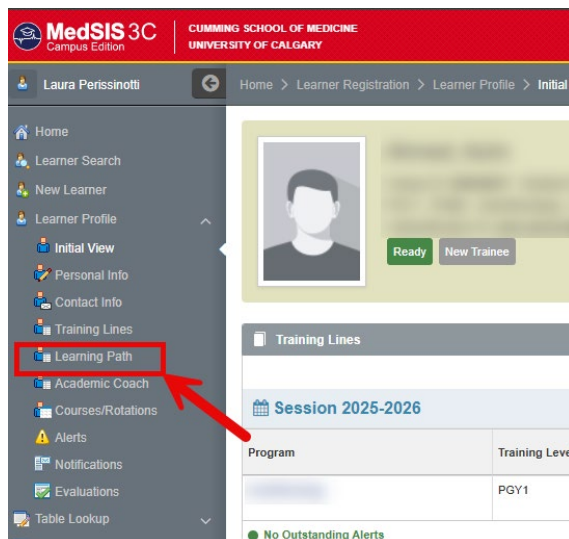 MedSIS 3C
Campus Edition
CUMMING SCHOOL OF MEDICINE
UNIVERSITY OF CALGARY
Laura Perissinotti
Home > Learner Registration > Learner Profile > Initial
Home
Learner Search
New Learner
Learner Profile
Initial View
Personal Info
Contact Info
Training Lines
Learning Path
Academic Coach
Courses/Rotations
Alerts
Notifications
Evaluations
Table Lookup
Ready New Trainee
Training Lines
Session 2025-2026
Program Training Leve
PGY1
No Outstanding Alerts